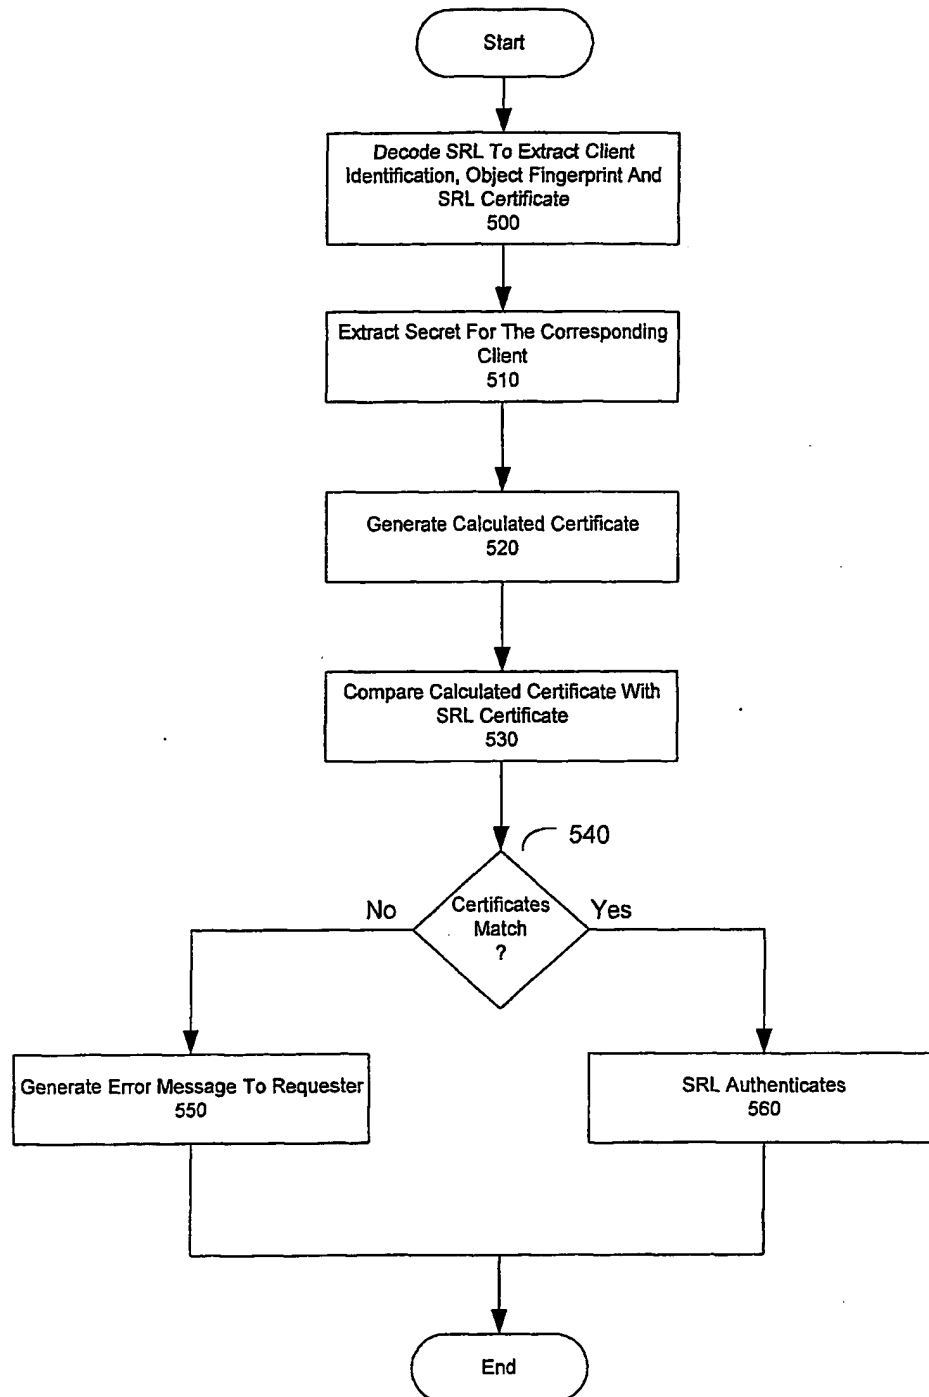 Start
Decode SRL To Extract Client
Identification, Object Fingerprint And
SRL Certificate
500
Extract Secret For The Corresponding
Client
510
Generate Calculated Certificate
520
Compare Calculated Certificate With
SRL Certificate
530
540
Certificates
Match
?
No
Yes
Generate Error Message To Requester
550
SRL Authenticates
560
End